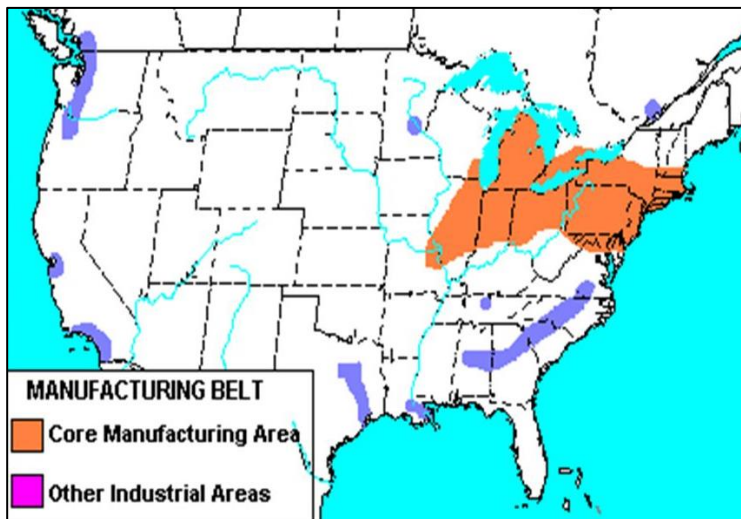 MANUFACTURING BELT
Core Manufacturing Area
Other Industrial Areas